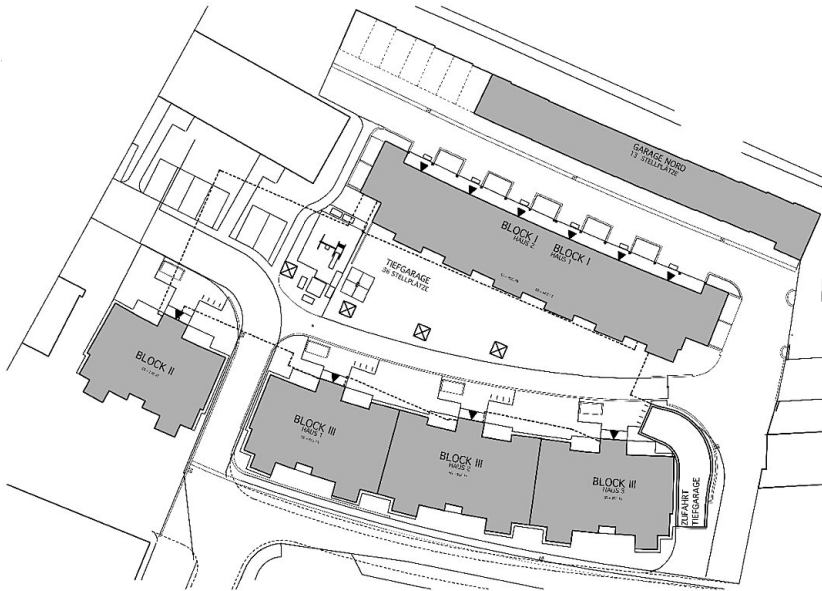 GARAGE NORD
13 STELLPLÄTZE
BLOCK I
HAUS 2
BLOCK I
HAUS 1
TIEFGARAGE
36 STELLPLÄTZE
BLOCK II
BLOCK III
HAUS 1
BLOCK III
HAUS 2
BLOCK III
HAUS 3
ZUFAHRT
TIEFGARAGE